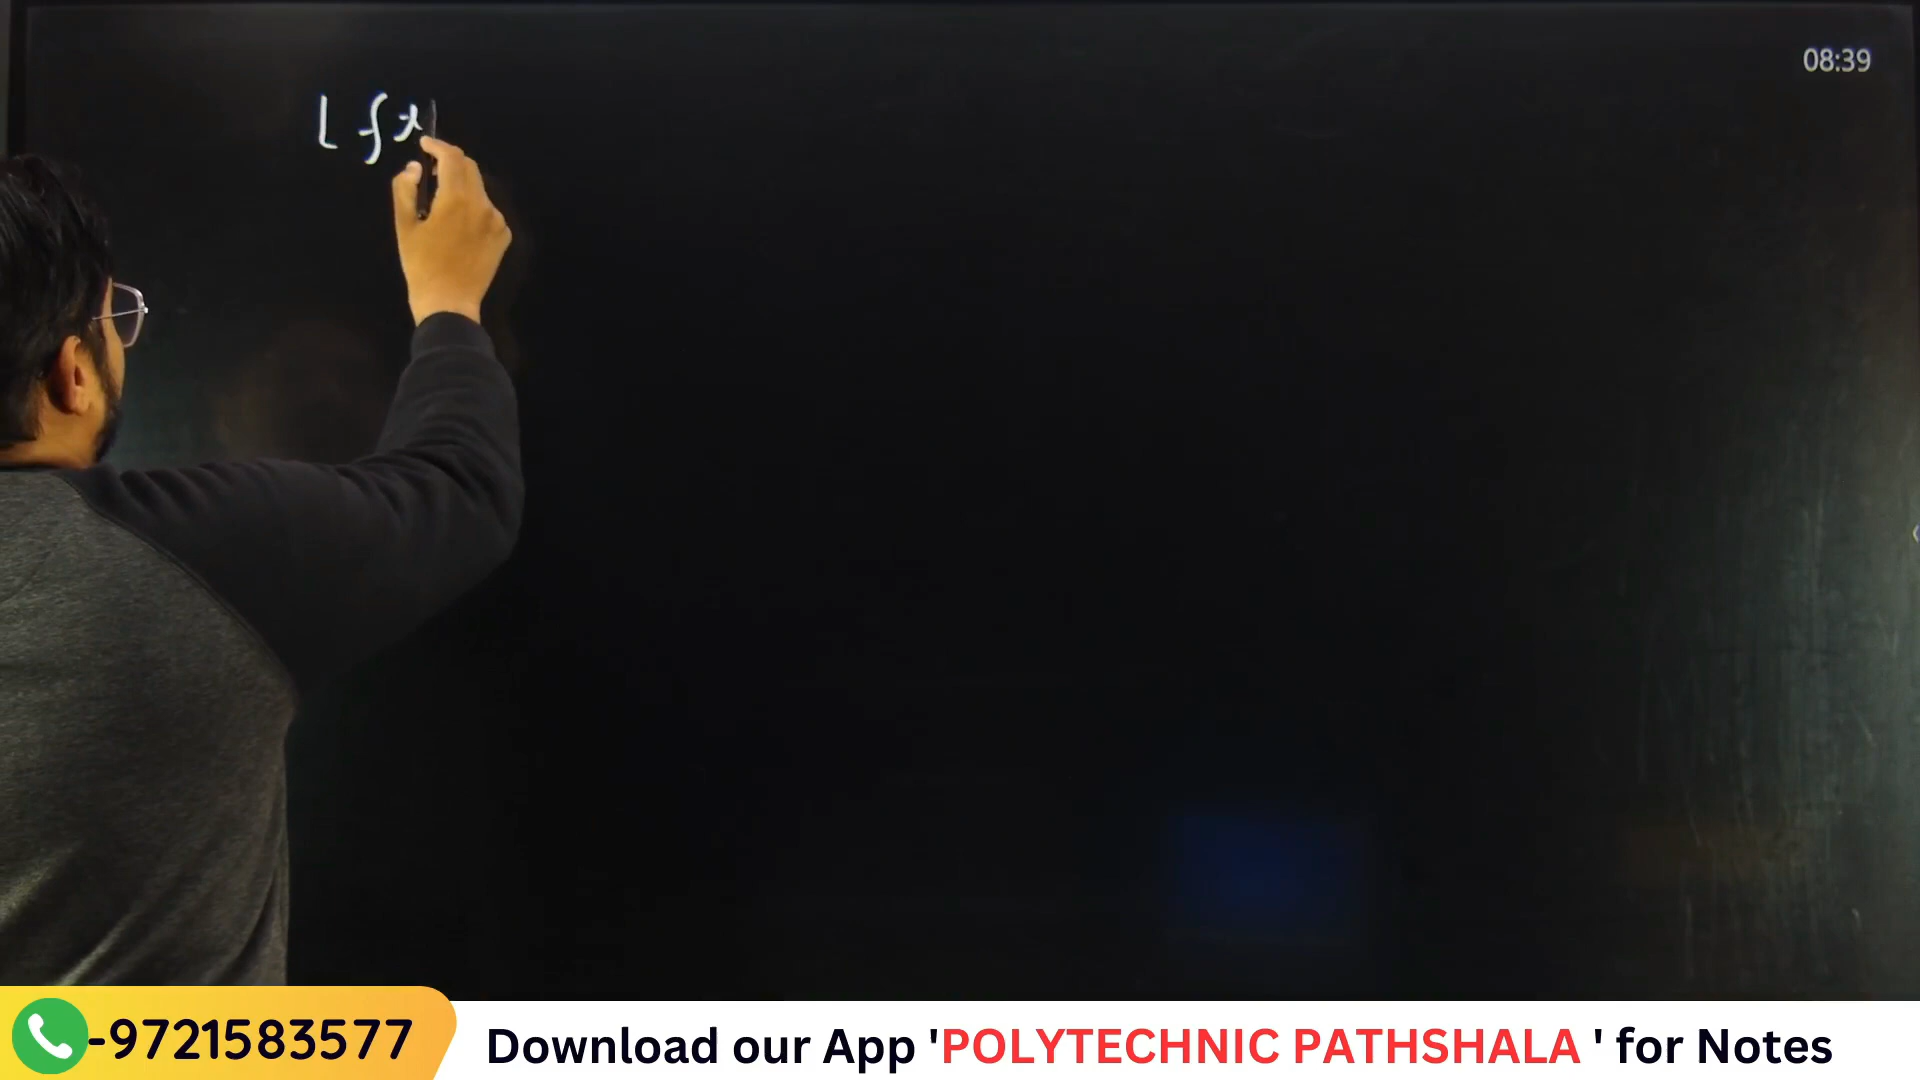 08:39
L f x
-9721583577
Download our App 'POLYTECHNIC PATHSHALA ' for Notes